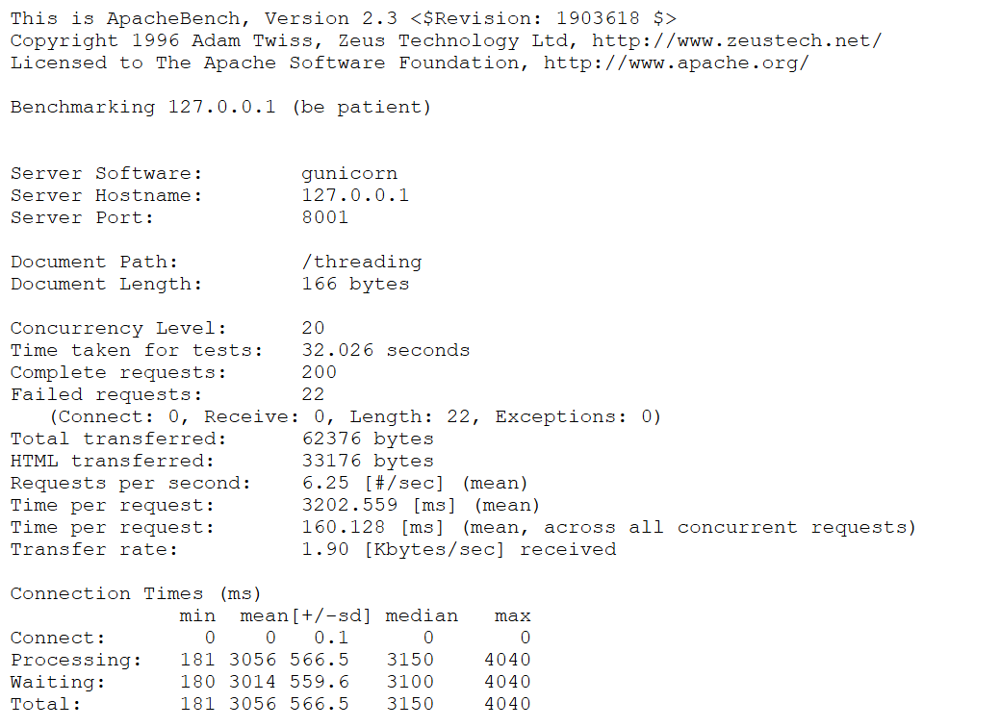 This is ApacheBench, Version 2.3 <$Revision: 1903618 $>
Copyright 1996 Adam Twiss, Zeus Technology Ltd, http://www.zeustech.net/
Licensed to The Apache Software Foundation, http://www.apache.org/

Benchmarking 127.0.0.1 (be patient)


Server Software:        gunicorn
Server Hostname:        127.0.0.1
Server Port:            8001

Document Path:          /threading
Document Length:        166 bytes

Concurrency Level:      20
Time taken for tests:   32.026 seconds
Complete requests:      200
Failed requests:        22
   (Connect: 0, Receive: 0, Length: 22, Exceptions: 0)
Total transferred:      62376 bytes
HTML transferred:       33176 bytes
Requests per second:    6.25 [#/sec] (mean)
Time per request:       3202.559 [ms] (mean)
Time per request:       160.128 [ms] (mean, across all concurrent requests)
Transfer rate:          1.90 [Kbytes/sec] received

Connection Times (ms)
              min  mean[+/-sd] median   max
Connect:        0    0   0.1      0       0
Processing:   181 3056 566.5   3150    4040
Waiting:      180 3014 559.6   3100    4040
Total:        181 3056 566.5   3150    4040